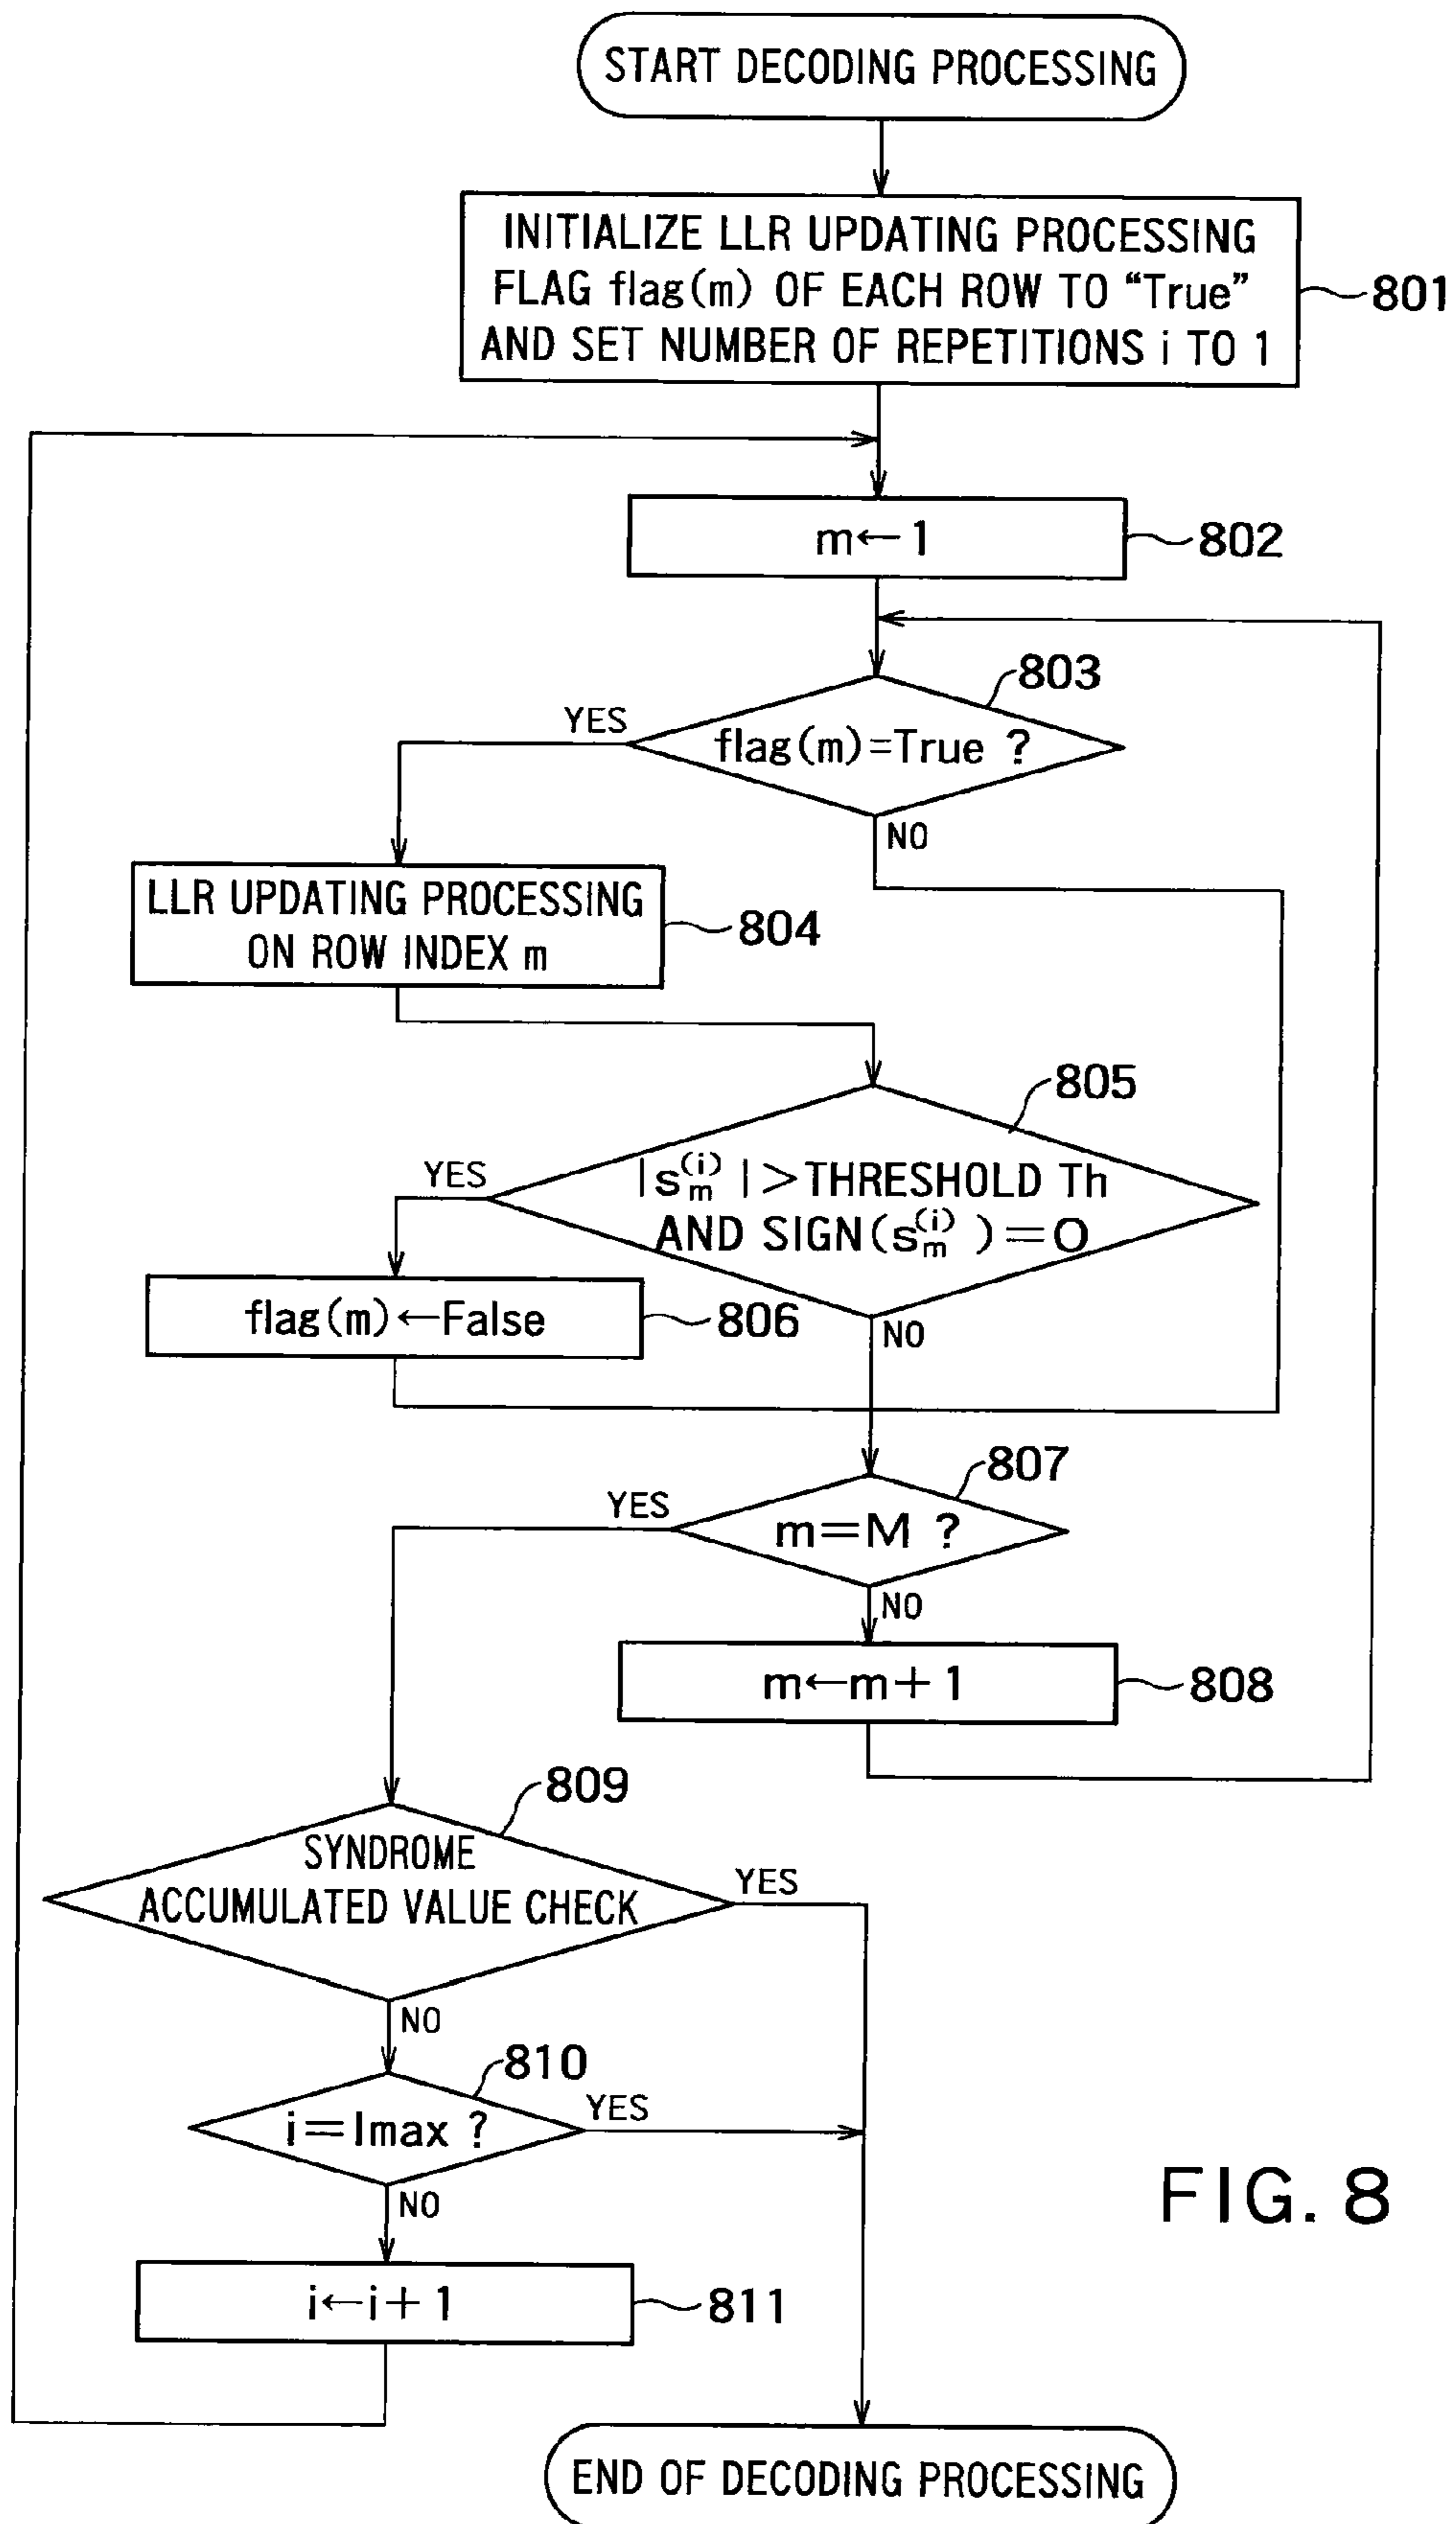 START DECODING PROCESSING
INITIALIZE LLR UPDATING PROCESSING
FLAG flag(m) OF EACH ROW TO “True”
AND SET NUMBER OF REPETITIONS i TO 1
801
m←1
802
803
YES
flag(m)=True ?
NO
LLR UPDATING PROCESSING
ON ROW INDEX m
804
805
YES
|s_m^(i)|>THRESHOLD Th
AND SIGN(s_m^(i))=0
flag(m)←False
806
NO
807
YES
m=M ?
NO
m←m+1
808
809
SYNDROME
ACCUMULATED VALUE CHECK
YES
NO
810
i=Imax ?
YES
NO
FIG. 8
i←i+1
811
END OF DECODING PROCESSING